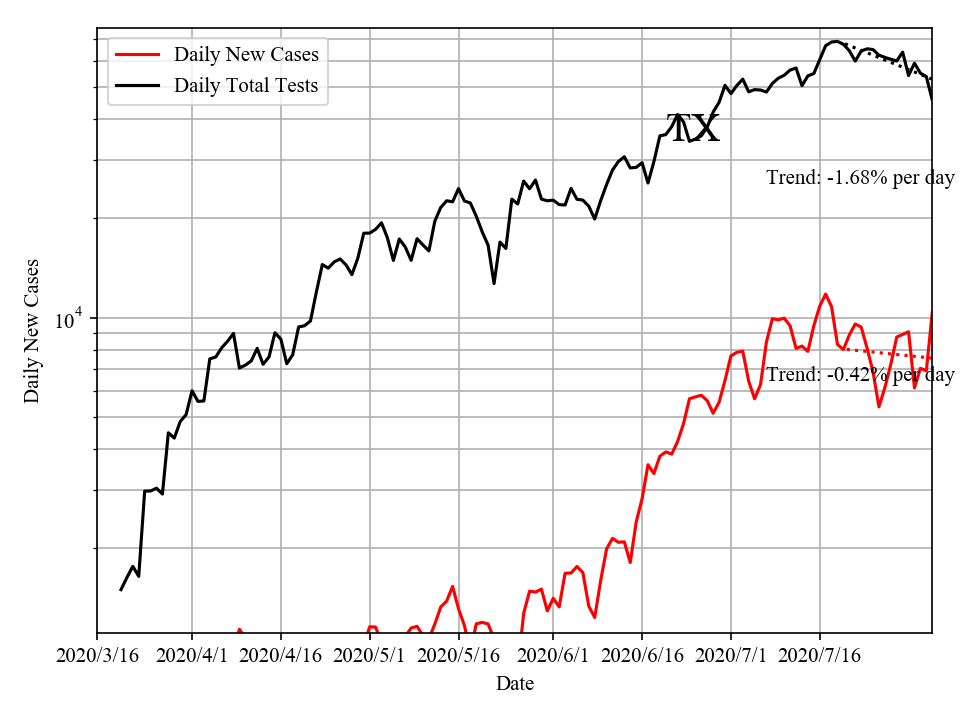 Daily New Cases
Daily Total Tests
TX
Trend: -1.68% per day
Trend: -0.42% per day
Daily New Cases
10^4
2020/3/16 2020/4/1 2020/4/16 2020/5/1 2020/5/16 2020/6/1 2020/6/16 2020/7/1 2020/7/16
Date